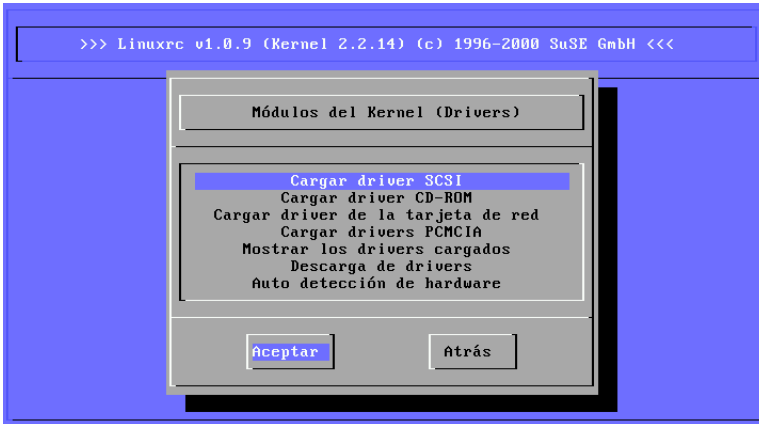 >>> Linuxrc v1.0.9 (Kernel 2.2.14) (c) 1996-2000 SuSE GmbH <<<
Módulos del Kernel (Drivers)
Cargar driver SCSI
Cargar driver CD-ROM
Cargar driver de la tarjeta de red
Cargar drivers PCMCIA
Mostrar los drivers cargados
Descarga de drivers
Auto detección de hardware
Aceptar Atrás